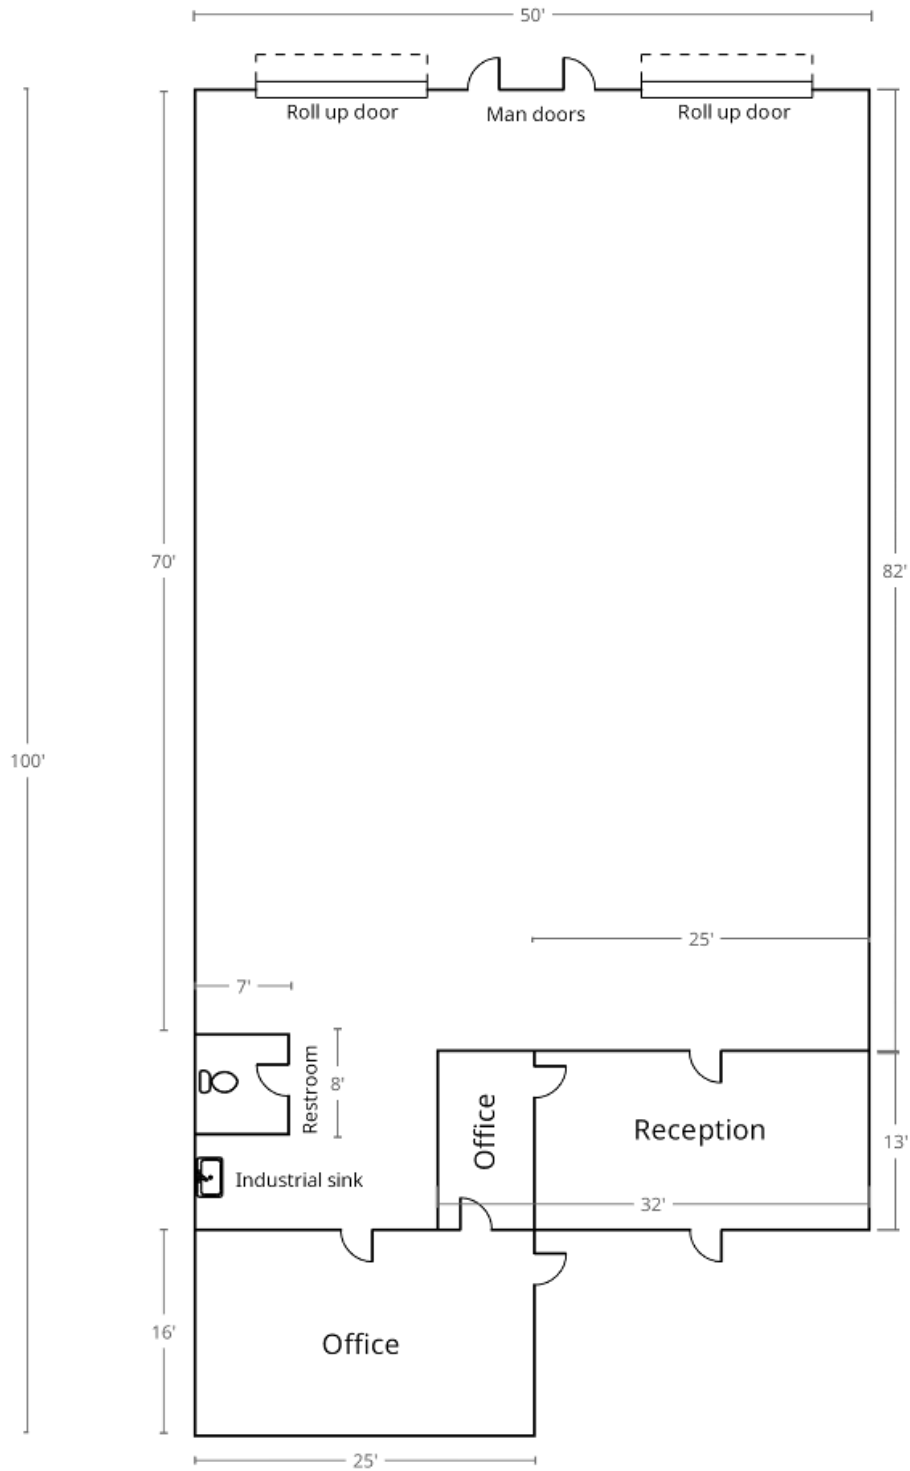 50'
Roll up door
Man doors
Roll up door
70'
82'
100'
25'
7'
Restroom
8'
Office
Reception
13'
Industrial sink
32'
16'
Office
25'